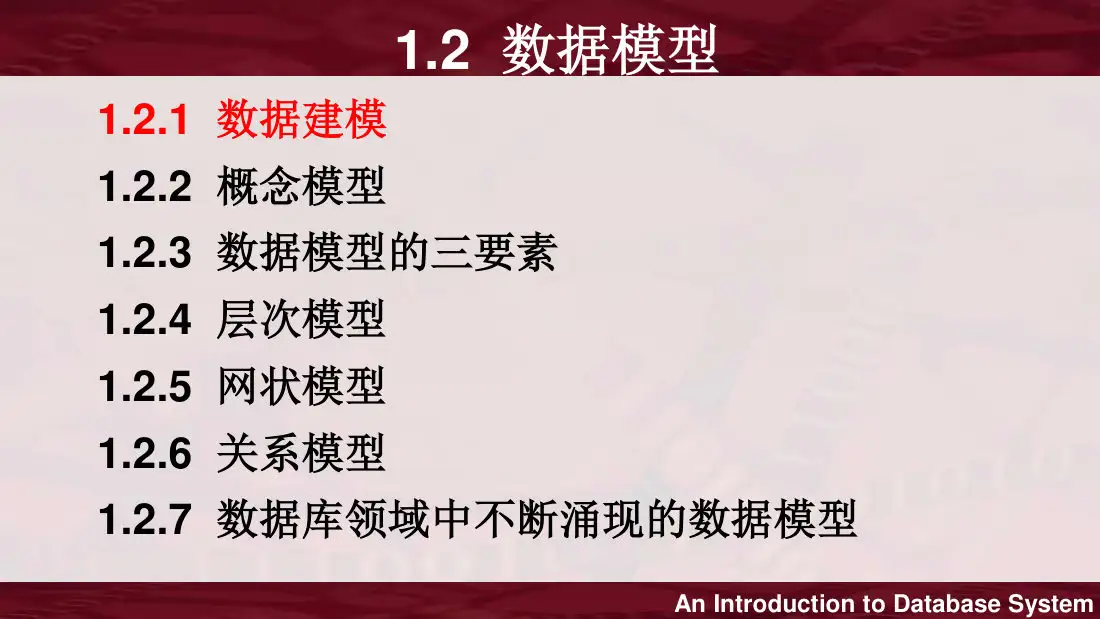 1.2 数据模型
1.2.1 数据建模
1.2.2 概念模型
1.2.3 数据模型的三要素
1.2.4 层次模型
1.2.5 网状模型
1.2.6 关系模型
1.2.7 数据库领域中不断涌现的数据模型
An Introduction to Database System